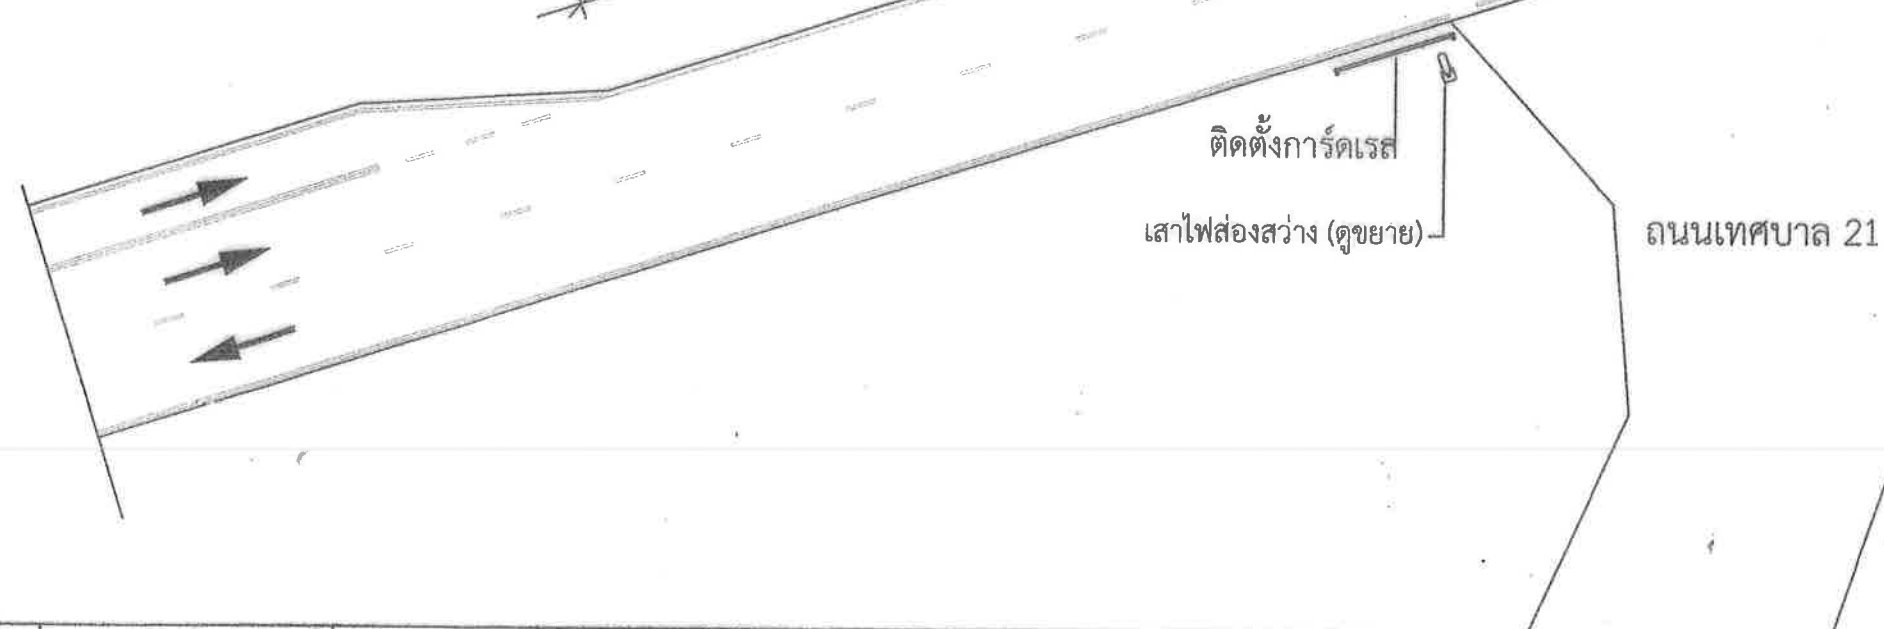 ติดตั้งการ์ดเรล
เสาไฟส่องสว่าง (ดูขยาย)
ถนนเทศบาล 21